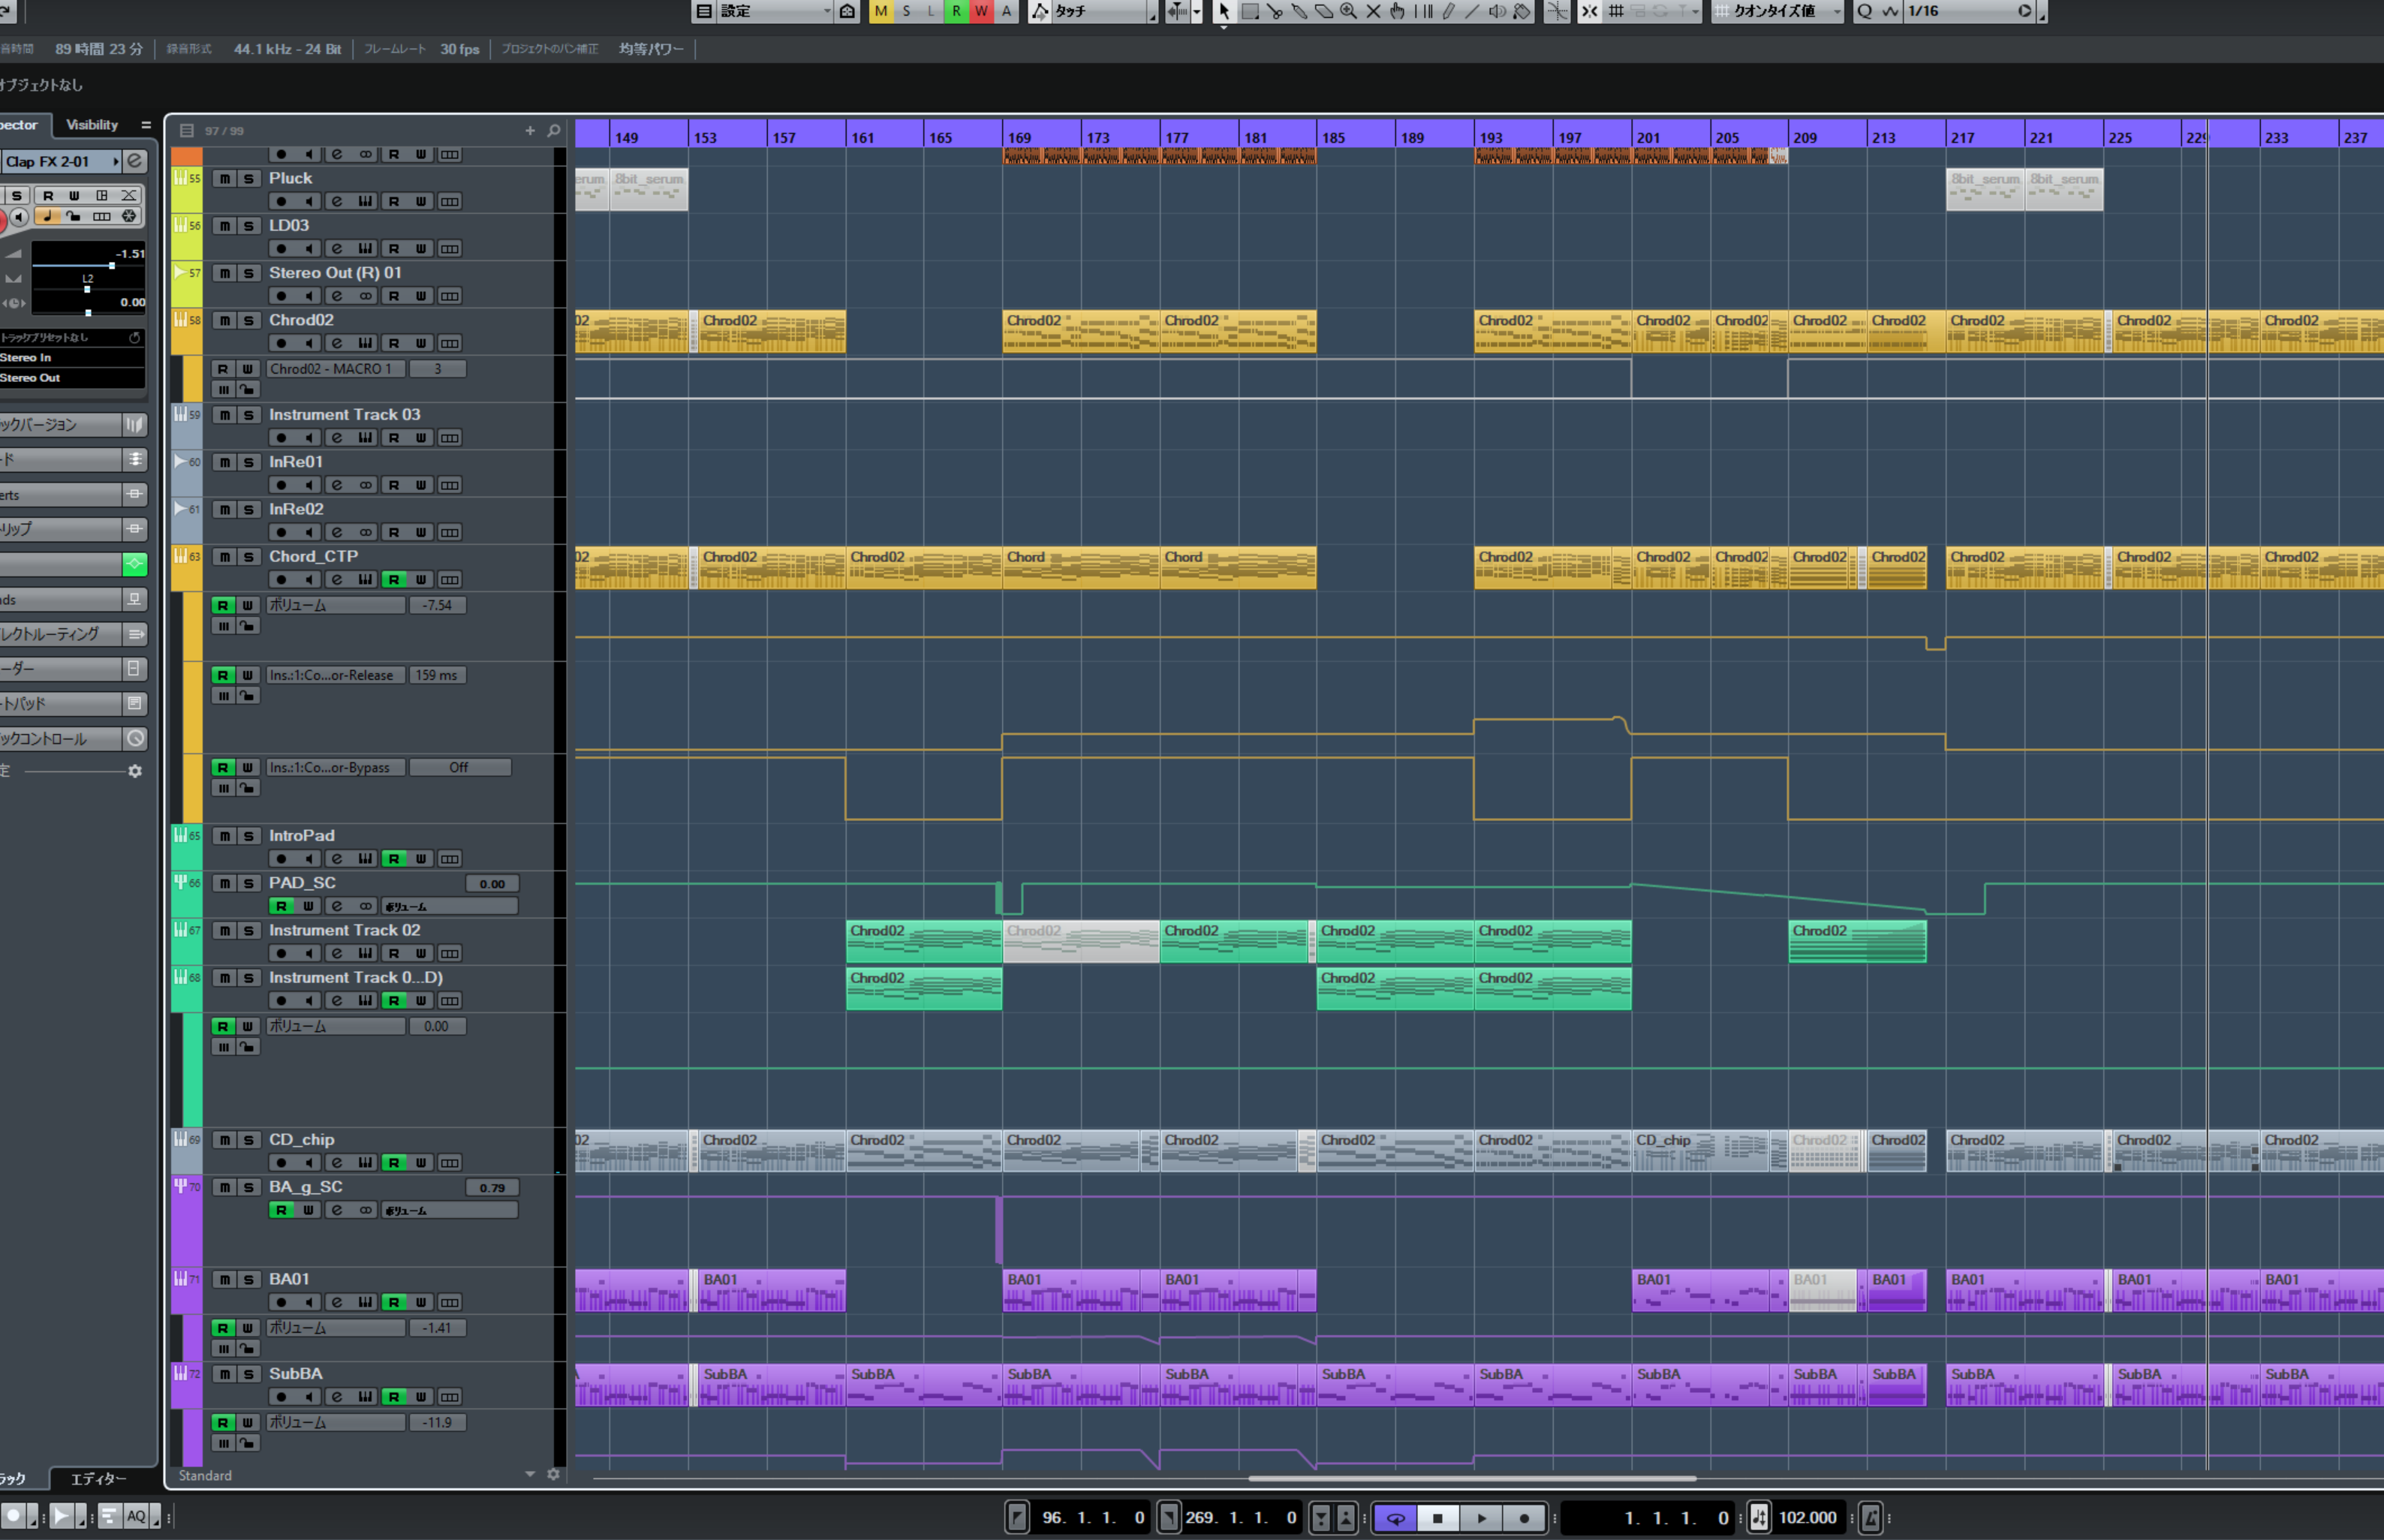 設定 M S L R W A タッチ クオンタイズ値 Q 1/16
音時間 89 時間 23 分 録音形式 44.1 kHz - 24 Bit フレームレート 30 fps プロジェクトのパン補正 均等パワー
オブジェクトなし
pector Visibility
Clap FX 2-01
S R W
-1.51
L2
0.00
トラックプリセットなし
Stereo In
Stereo Out
ックバージョン
ード
erts
トリップ
ds
レクトルーティング
ーダー
ートパッド
ックコントロール
定
97 / 99
149 153 157 161 165 169 173 177 181 185 189 193 197 201 205 209 213 217 221 225 229 233 237
R W
55 m S Pluck
e R W
erum 8bit_serum 8bit_serum 8bit_serum
56 m S LD03
e R W
57 m S Stereo Out (R) 01
e R W
58 m S Chrod02
e R W
02 Chrod02 Chrod02 Chrod02 Chrod02 Chrod02 Chrod02 Chrod02 Chrod02 Chrod02 Chrod02 Chrod02
R W Chrod02 - MACRO 1 3
59 m S Instrument Track 03
e R W
60 m S InRe01
e R W
61 m S InRe02
e R W
63 m S Chord_CTP
e R W
02 Chrod02 Chrod02 Chord Chord Chrod02 Chrod02 Chrod02 Chrod02 Chrod02 Chrod02 Chrod02 Chrod02
R W ボリューム -7.54
R W Ins.:1:Co...or-Release 159 ms
R W Ins.:1:Co...or-Bypass Off
65 m S IntroPad
e R W
66 m S PAD_SC 0.00
R W e ボリューム
67 m S Instrument Track 02
e R W
Chrod02 Chrod02 Chrod02 Chrod02 Chrod02 Chrod02
68 m S Instrument Track 0...D)
e R W
Chrod02 Chrod02 Chrod02
R W ボリューム 0.00
69 m S CD_chip
e R W
02 Chrod02 Chrod02 Chrod02 Chrod02 Chrod02 Chrod02 CD_chip Chrod02 Chrod02 Chrod02 Chrod02 Chrod02
70 m S BA_g_SC 0.79
R W e ボリューム
71 m S BA01
e R W
BA01 BA01 BA01 BA01 BA01 BA01 BA01 BA01 BA01
R W ボリューム -1.41
72 m S SubBA
e R W
SubBA SubBA SubBA SubBA SubBA SubBA SubBA SubBA SubBA SubBA SubBA SubBA
R W ボリューム -11.9
Standard
ラック エディター
AQ 96. 1. 1. 0 269. 1. 1. 0 1. 1. 1. 0 102.000